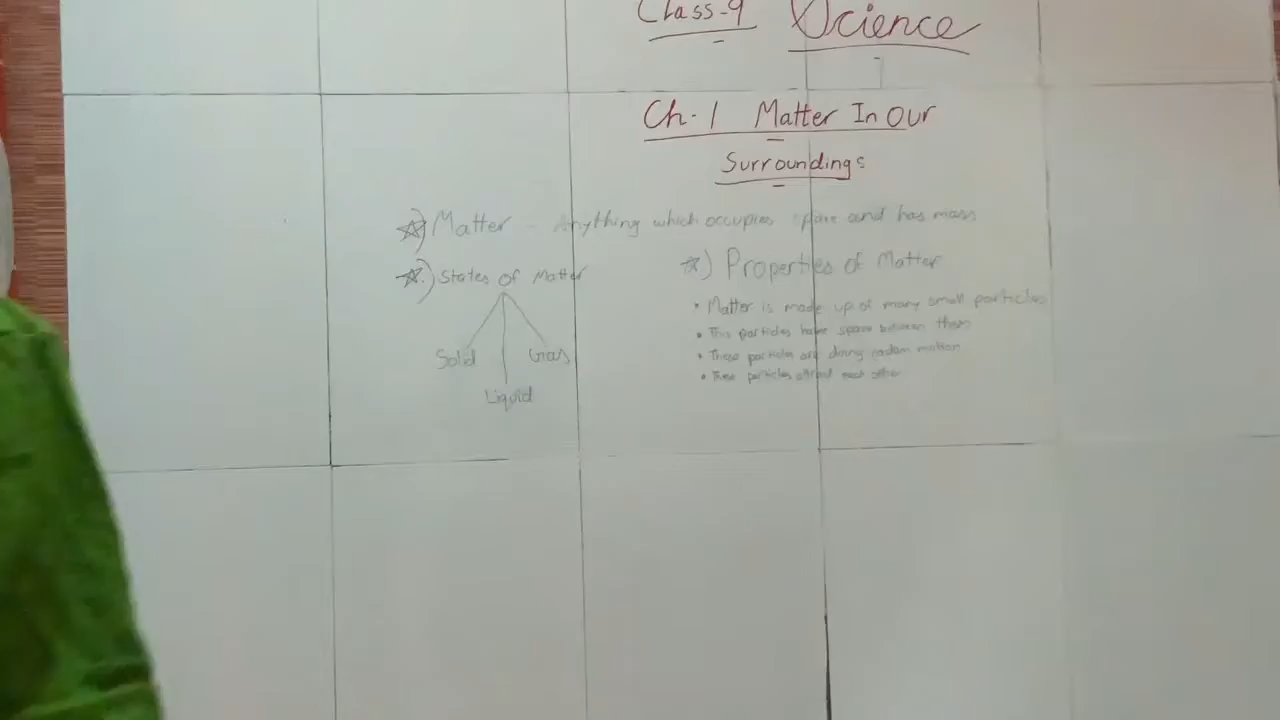 Class-9 Science
Ch-1 Matter In Our
Surroundings
Matter - Anything which occupies space and has mass
States of Matter
Solid
Liquid
Gas
Properties of Matter
• Matter is made up of many small particles
• This particles have space between them
• These particles are doing random motion
• These particles attract each other